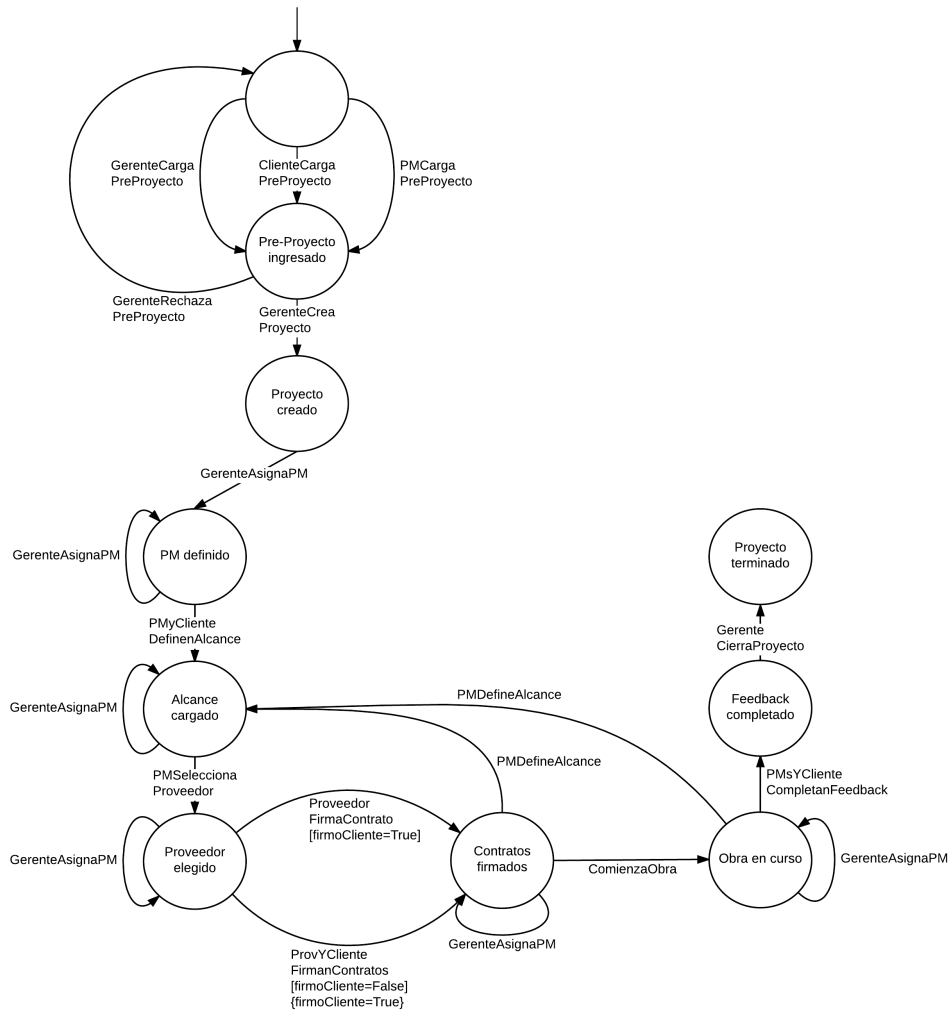 GerenteCarga
PreProyecto
ClienteCarga
PreProyecto
PMCarga
PreProyecto
Pre-Proyecto
ingresado
GerenteRechaza
PreProyecto
GerenteCrea
Proyecto
Proyecto
creado
GerenteAsignaPM
GerenteAsignaPM
PM definido
Proyecto
terminado
PMyCliente
DefinenAlcance
Gerente
CierraProyecto
GerenteAsignaPM
Alcance
cargado
PMDefineAlcance
Feedback
completado
PMDefineAlcance
PMSelecciona
Proveedor
PMsYCliente
CompletanFeedback
Proveedor
FirmaContrato
[firmoCliente=True]
GerenteAsignaPM
Proveedor
elegido
Contratos
firmados
ComienzaObra
Obra en curso
GerenteAsignaPM
GerenteAsignaPM
ProvYCliente
FirmanContratos
[firmoCliente=False]
{firmoCliente=True}